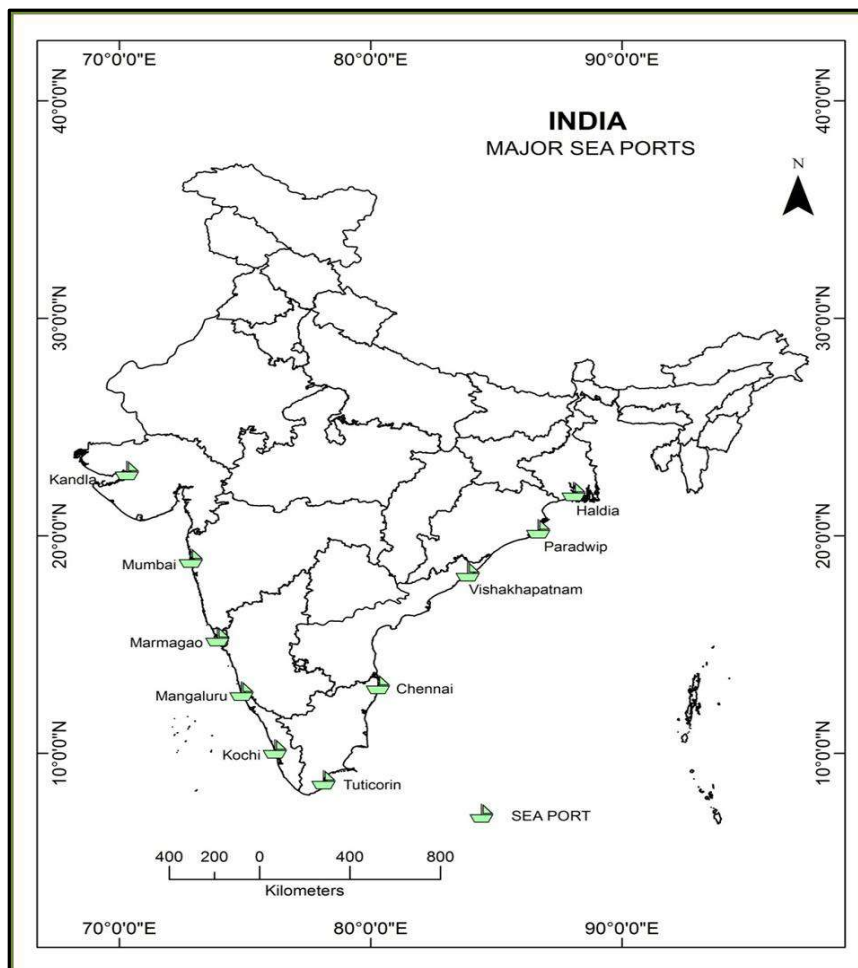 70°0'0"E 80°0'0"E 90°0'0"E
40°0'0"N 40°0'0"N
INDIA
MAJOR SEA PORTS
N
30°0'0"N 30°0'0"N
Kandla
Haldia
20°0'0"N 20°0'0"N
Paradwip
Mumbai
Vishakhapatnam
Marmagao
Mangaluru
Chennai
10°0'0"N 10°0'0"N
Kochi
Tuticorin
SEA PORT
400 200 0 400 800
Kilometers
70°0'0"E 80°0'0"E 90°0'0"E